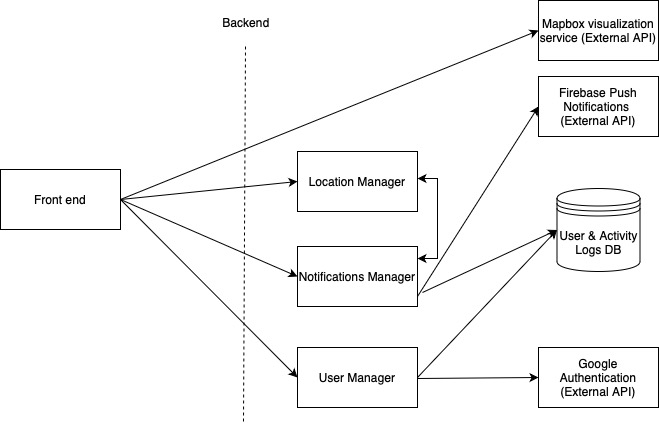 Backend
Mapbox visualization
service (External API)
Firebase Push
Notifications
(External API)
Location Manager
Front end
User & Activity
Logs DB
Notifications Manager
User Manager
Google
Authentication
(External API)